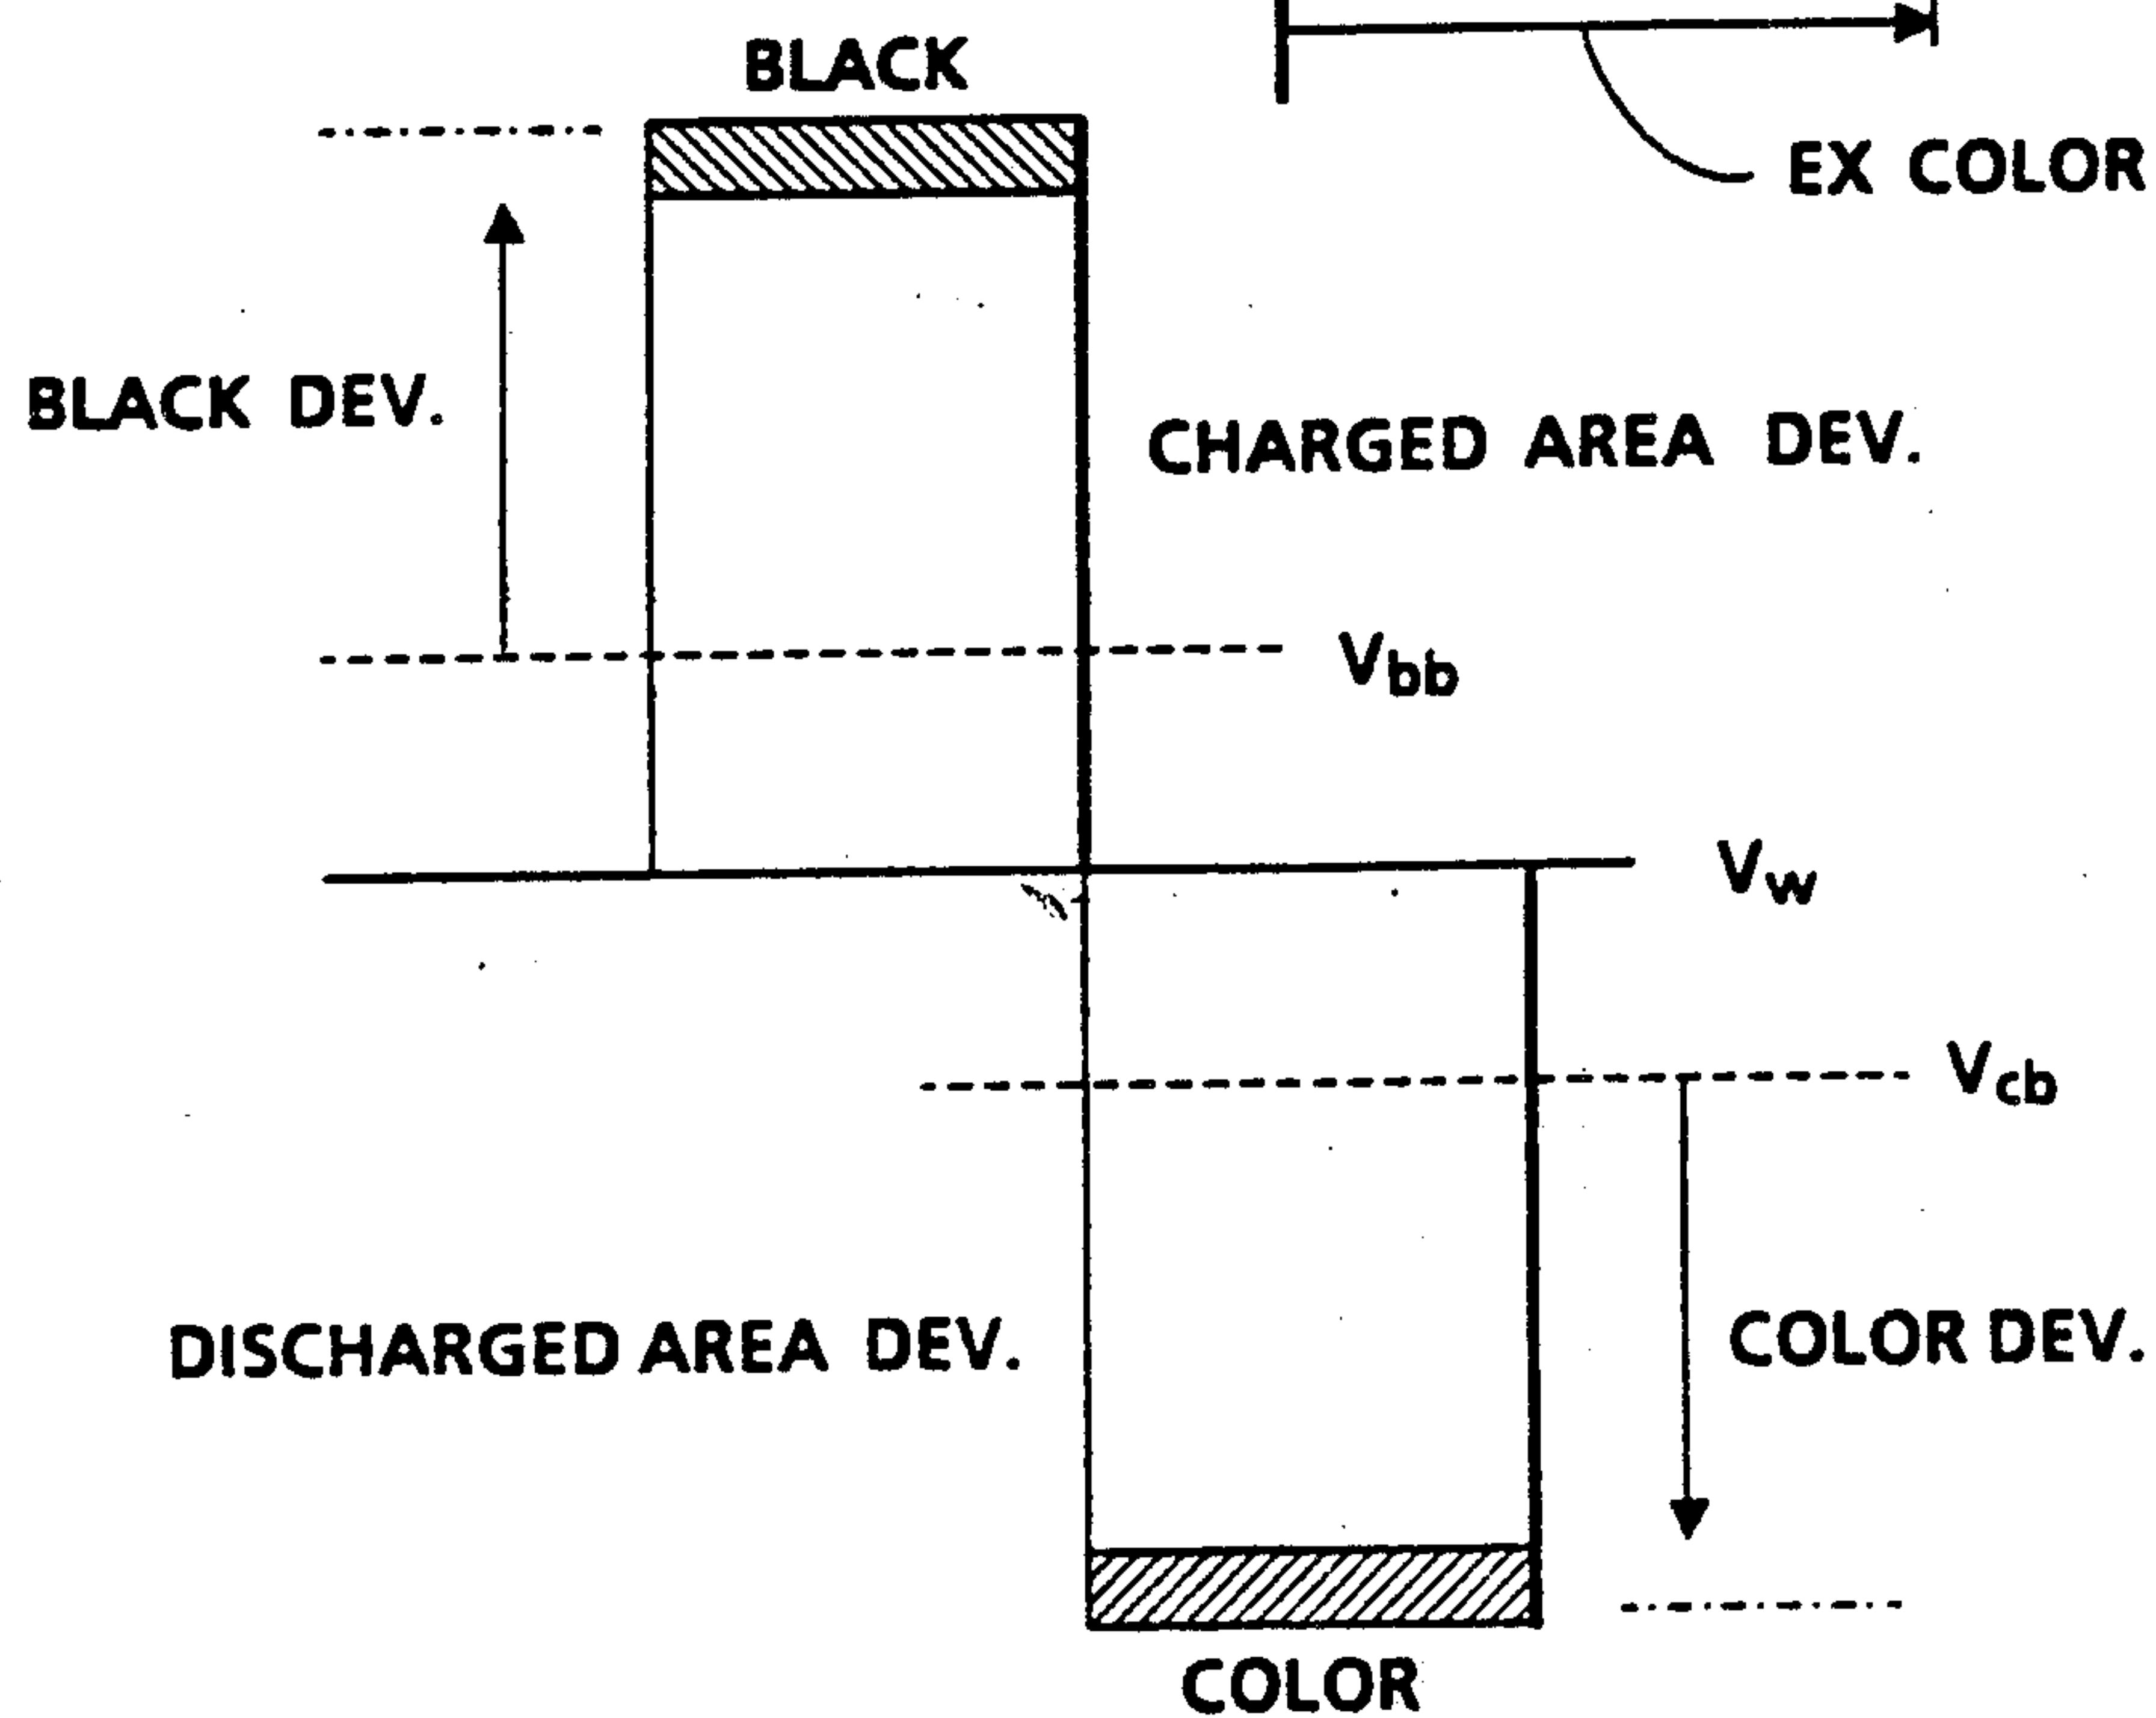 BLACK
EX COLOR
BLACK DEV.
CHARGED AREA DEV.
Vbb
Vw
Vcb
DISCHARGED AREA DEV.
COLOR DEV.
COLOR